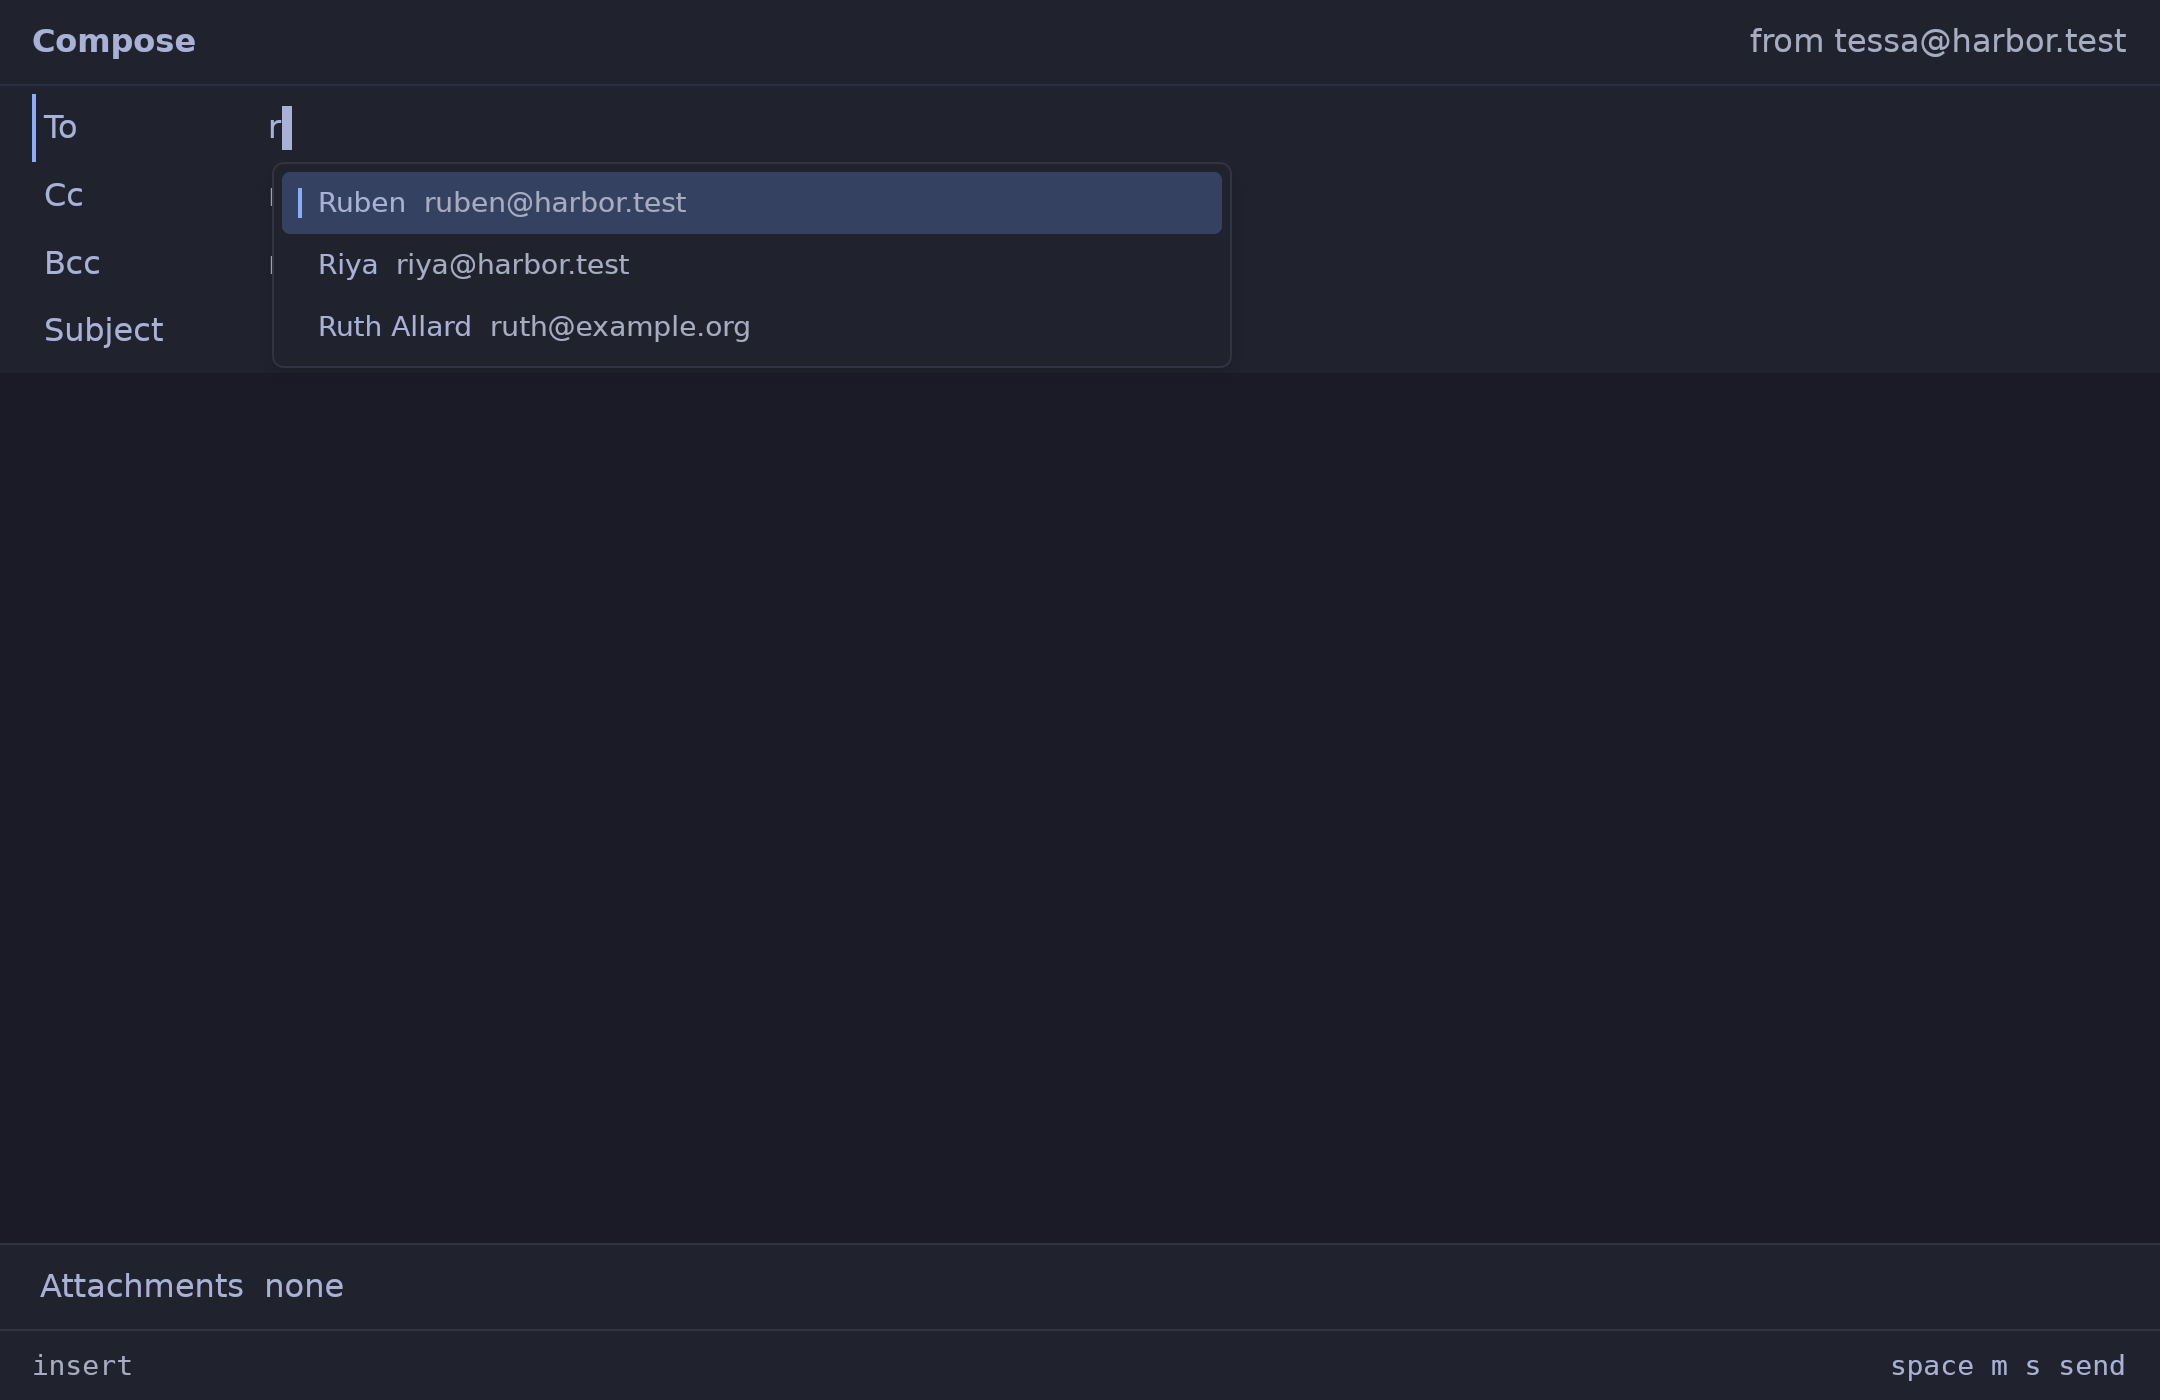 Compose from tessa@harbor.test
To r
Cc
Ruben ruben@harbor.test
Bcc
Riya riya@harbor.test
Subject
Ruth Allard ruth@example.org
Attachments none
insert space m s send